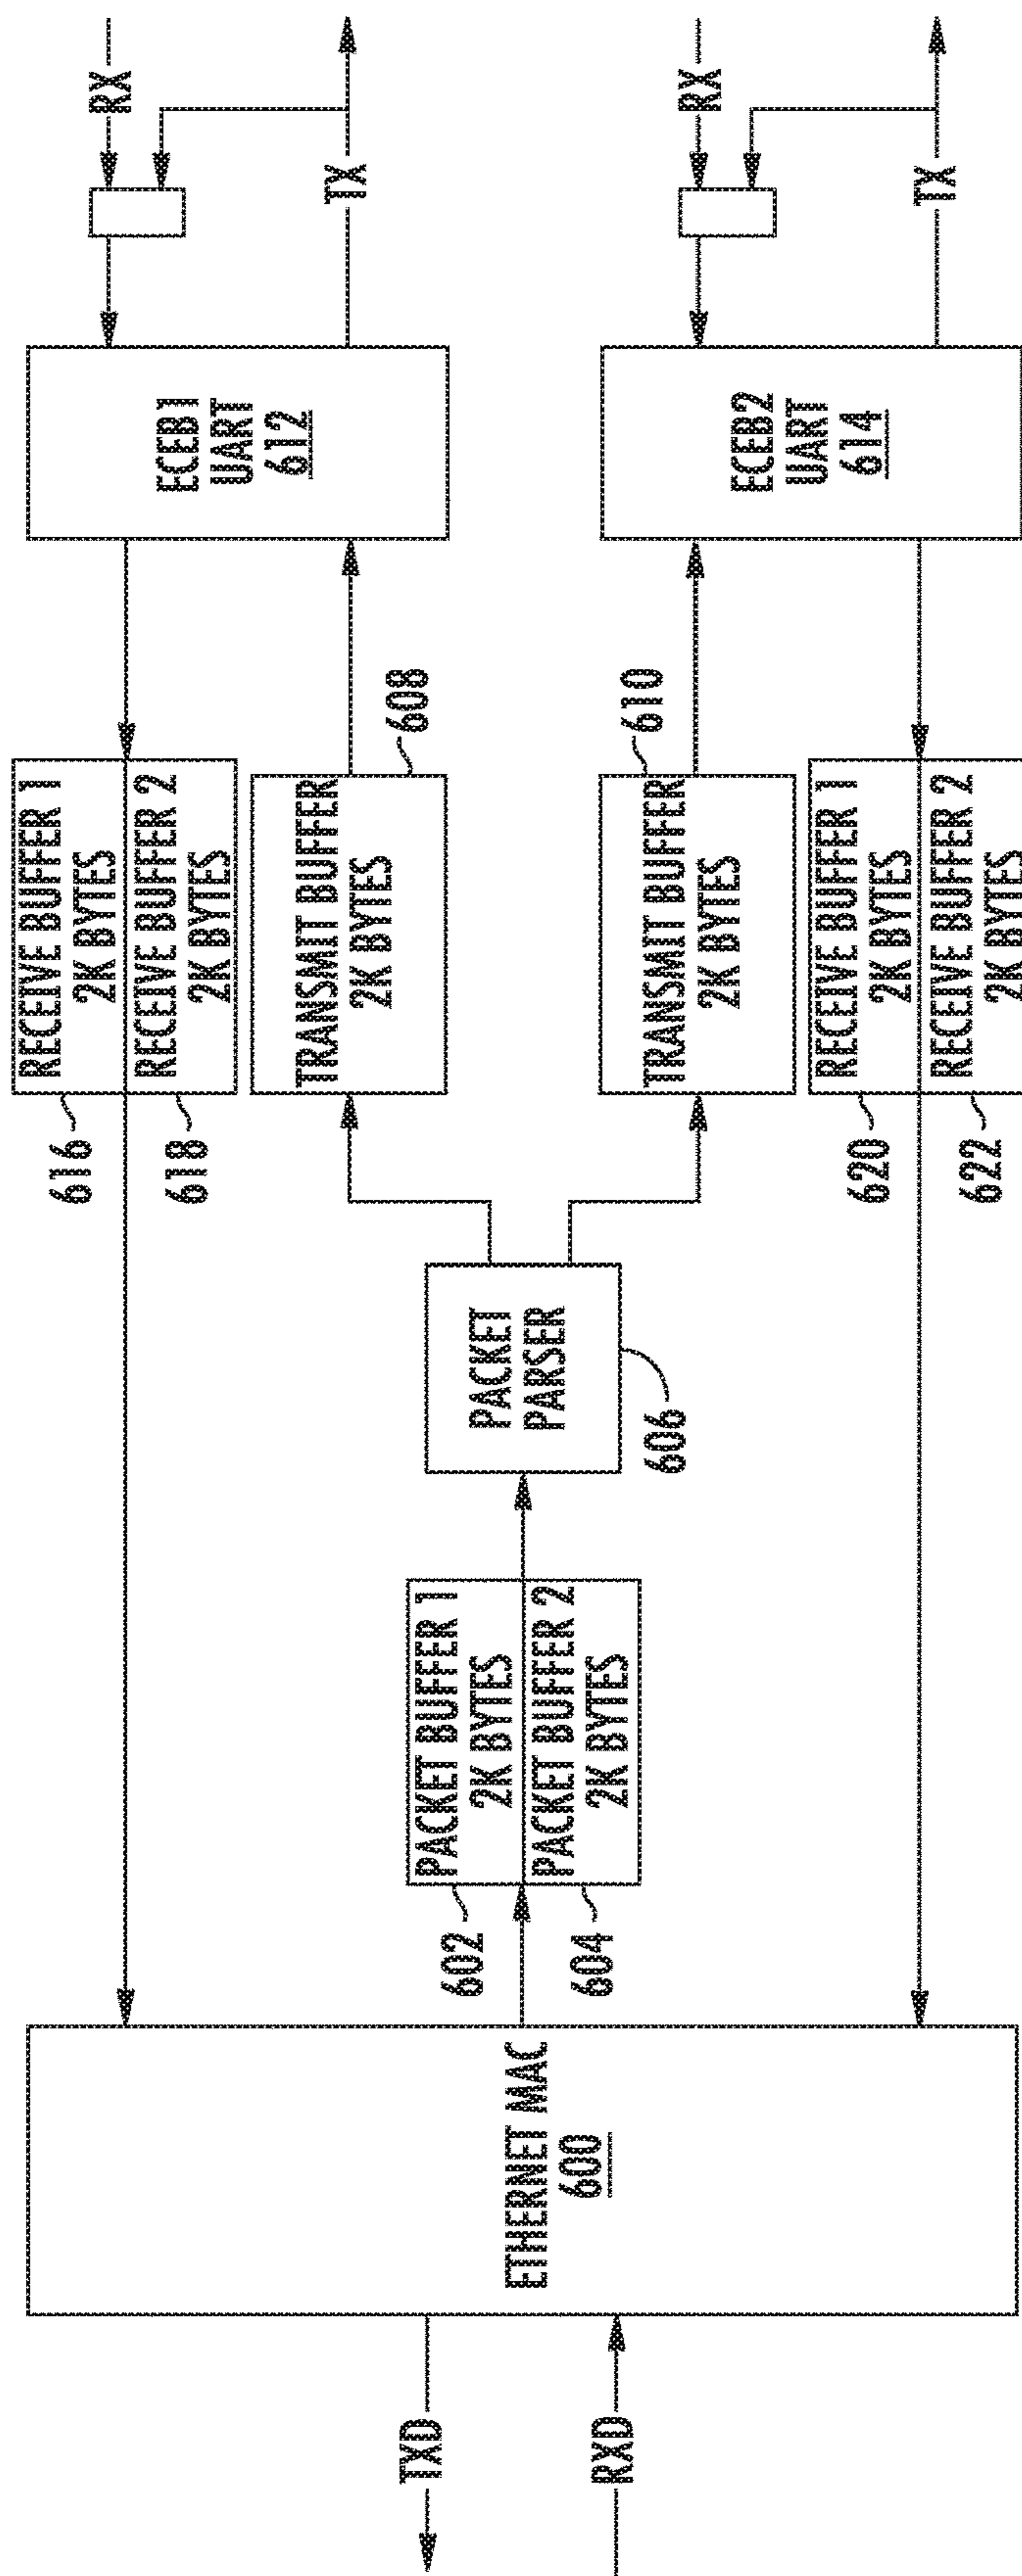 RX
TX
ECEB1
UART
612
RECEIVE BUFFER 1
2K BYTES
RECEIVE BUFFER 2
2K BYTES
616
618
TRANSMIT BUFFER
2K BYTES
608
RX
TX
ECEB2
UART
614
TRANSMIT BUFFER
2K BYTES
610
RECEIVE BUFFER 1
2K BYTES
RECEIVE BUFFER 2
2K BYTES
620
622
PACKET
PARSER
606
PACKET BUFFER 1
2K BYTES
PACKET BUFFER 2
2K BYTES
602
604
ETHERNET MAC
600
TXD
RXD